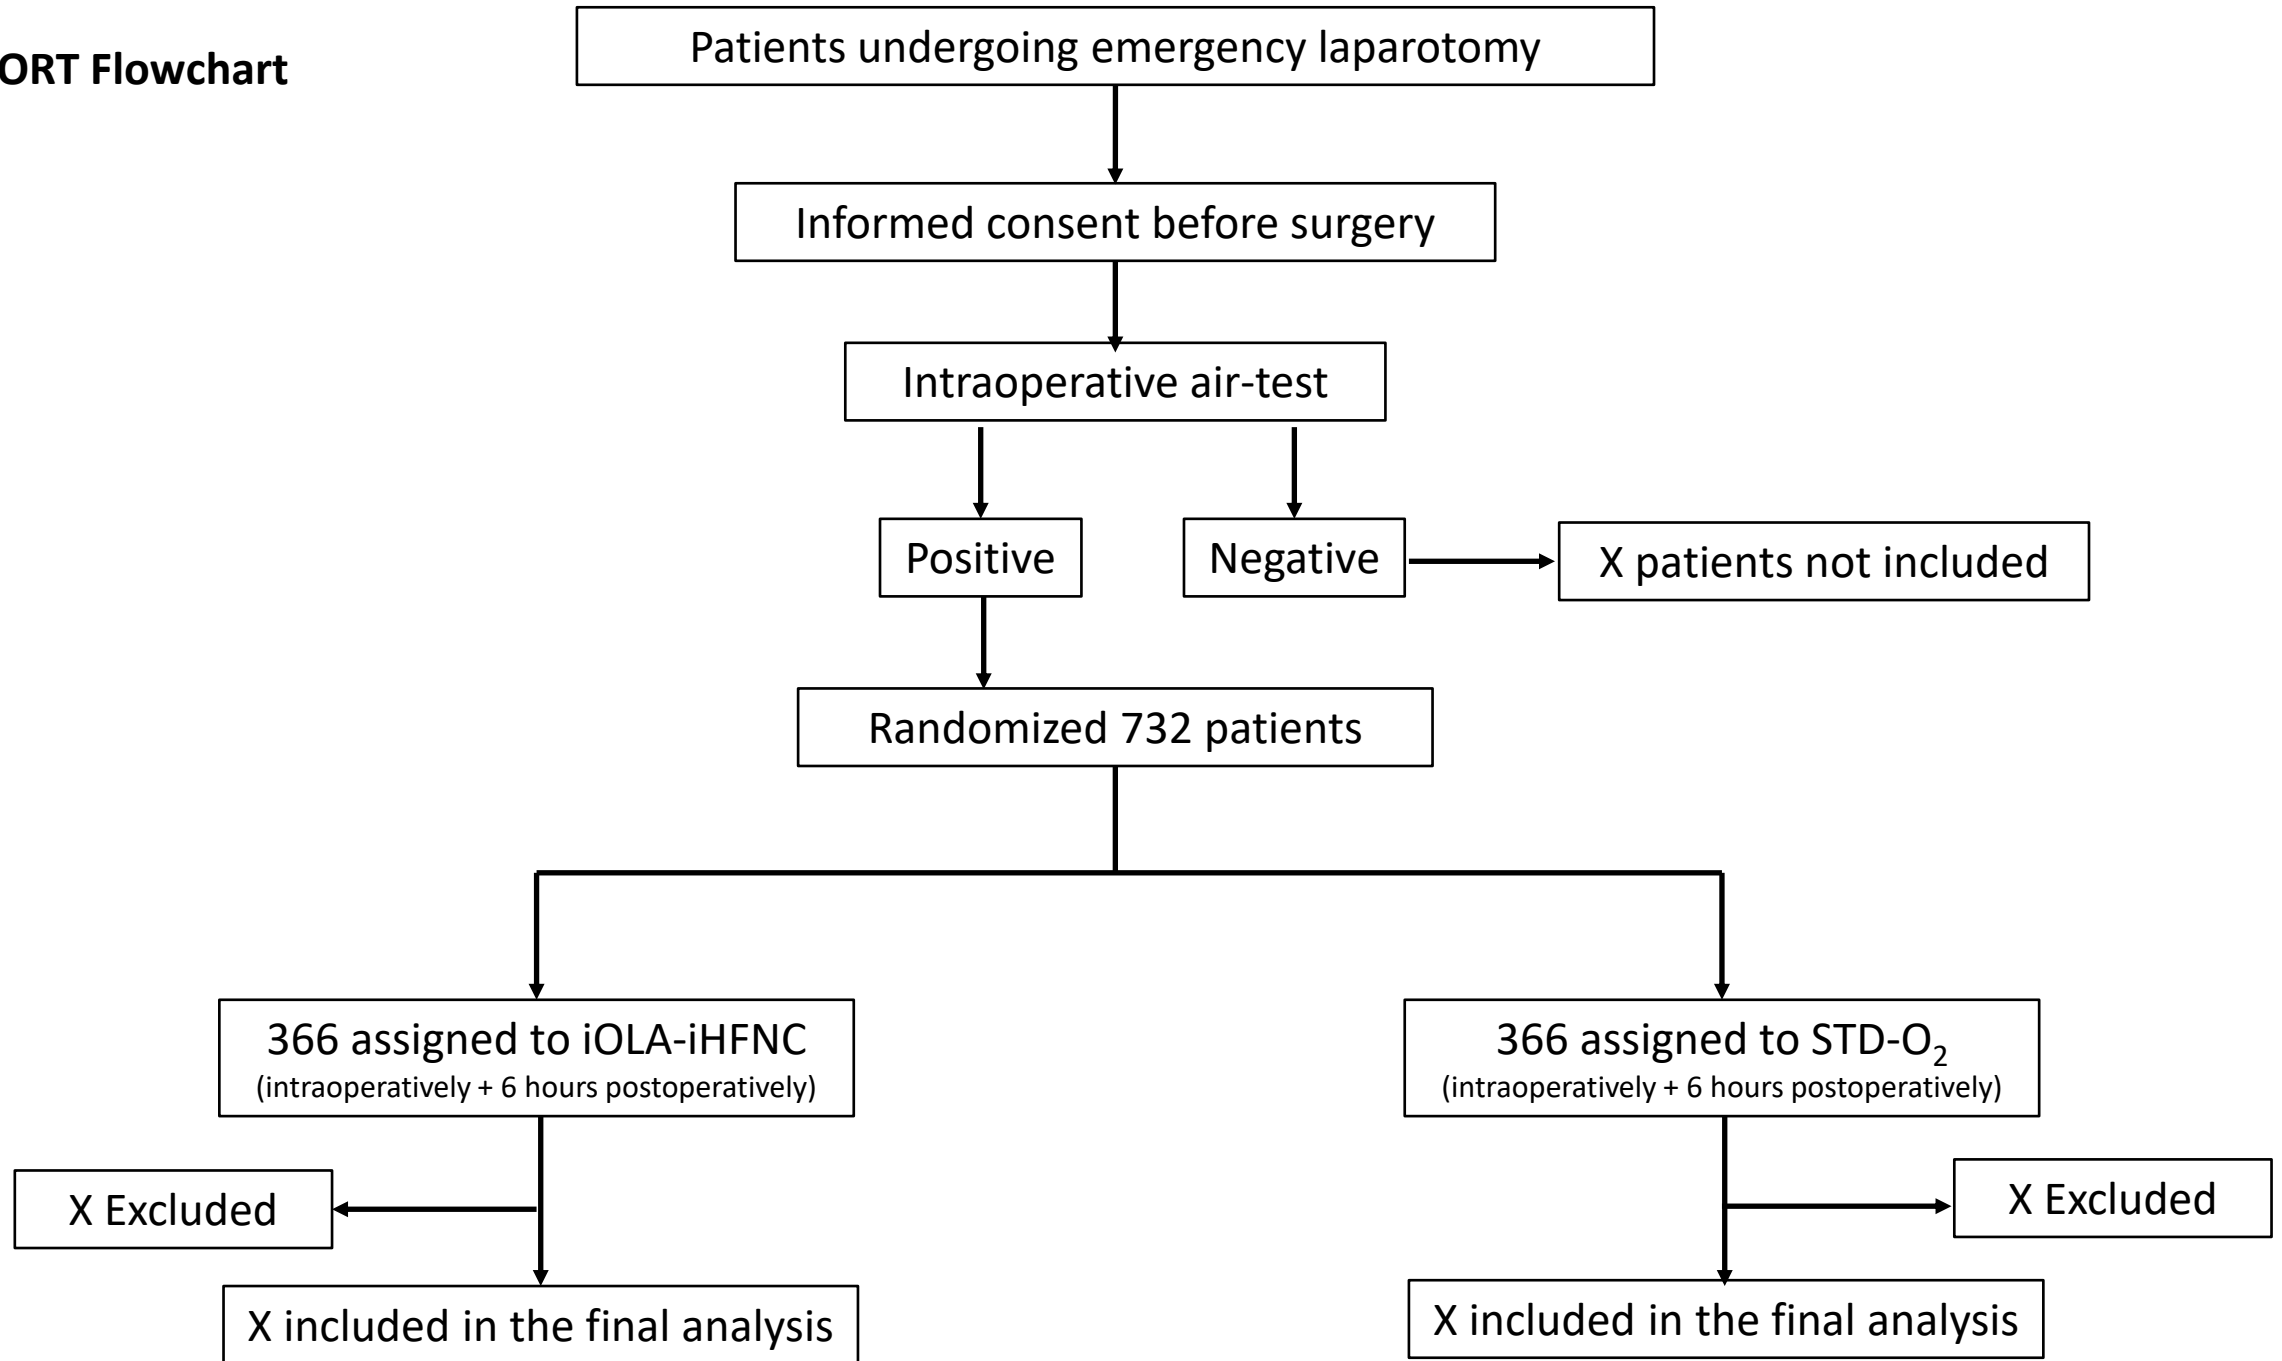 ORT Flowchart
Patients undergoing emergency laparotomy
Informed consent before surgery
Intraoperative air-test
Positive
Negative
X patients not included
Randomized 732 patients
366 assigned to iOLA-iHFNC
(intraoperatively + 6 hours postoperatively)
366 assigned to STD-O₂
(intraoperatively + 6 hours postoperatively)
X Excluded
X Excluded
X included in the final analysis
X included in the final analysis